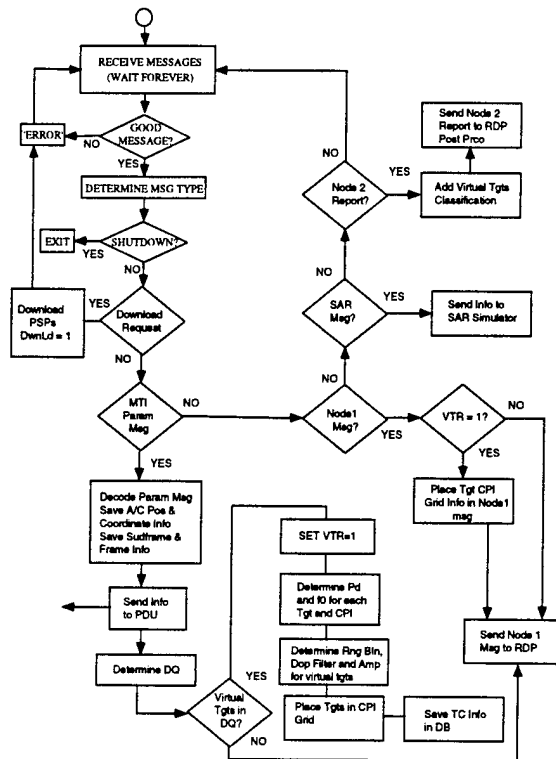 RECEIVE MESSAGES
(WAIT FOREVER)
'ERROR'
NO
GOOD
MESSAGE?
YES
DETERMINE MSG TYPE
EXIT
YES
SHUTDOWN?
NO
Download
PSPs
DwnLd = 1
YES
Download
Request
NO
MTI
Param
Msg
NO
YES
Decode Param Msg
Save A/C Pos &
Coordinate Info
Save Sudframe &
Frame Info
Send Info
to PDU
Determine DQ
Virtual
Tgts in
DQ?
YES
NO
SET VTR=1
Determine Pd
and f0 for each
Tgt and CPI
Determine Rng Bin,
Dop Filter and Amp
for virtual tgts
Place Tgts in CPI
Grid
Save TC Info
in DB
Send Node 2
Report to RDP
Post Prco
NO
Node 2
Report?
YES
Add Virtual Tgts
Classification
NO
SAR
Msg?
YES
Send Info to
SAR Simulator
NO
Node1
Msg?
YES
VTR = 1?
NO
YES
Place Tgt CPI
Grid Info in Node1
msg
Send Node 1
Msg to RDP